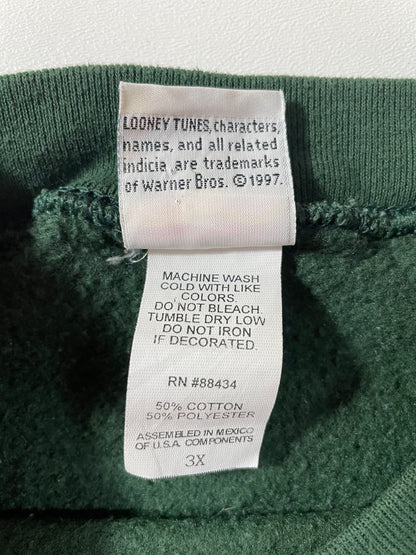 LOONEY TUNES, characters,
names, and all related
indicia are trademarks
of Warner Bros. ©1997.
MACHINE WASH
COLD WITH LIKE
COLORS.
DO NOT BLEACH.
TUMBLE DRY LOW
DO NOT IRON
IF DECORATED.
RN #88434
50% COTTON
50% POLYESTER
ASSEMBLED IN MEXICO
OF U.S.A. COMPONENTS
3X